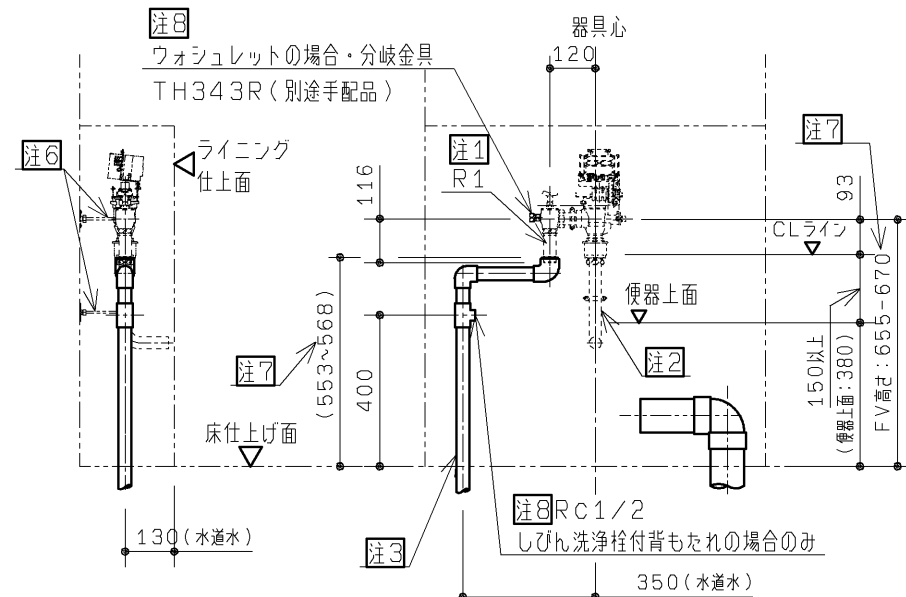 注8
ウォシュレットの場合・分岐金具
TH343R(別途手配品)
器具心
120
注6
ライニング
仕上面
注1
R1
116
注7
93
CLライン
便器上面
注2
注7
(553~568)
400
150以上
(便器上面:380)
FV高さ:655-670
床仕上げ面
130(水道水)
注3
注8Rc1/2
しびん洗浄栓付背もたれの場合のみ
350(水道水)